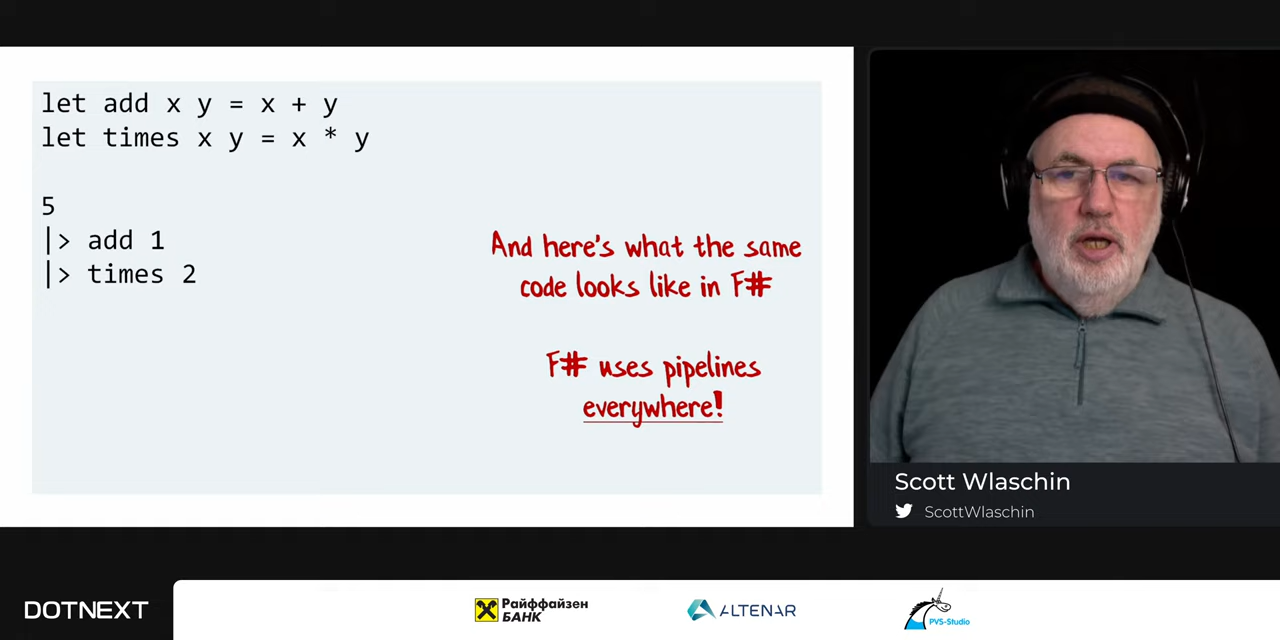 let add x y = x + y
let times x y = x * y
5
|> add 1
|> times 2
And here's what the same
code looks like in F#
F# uses pipelines
everywhere!
Scott Wlaschin
ScottWlaschin
DOTNEXT
Райффайзен
БАНК
ALTENAR
PVS-Studio